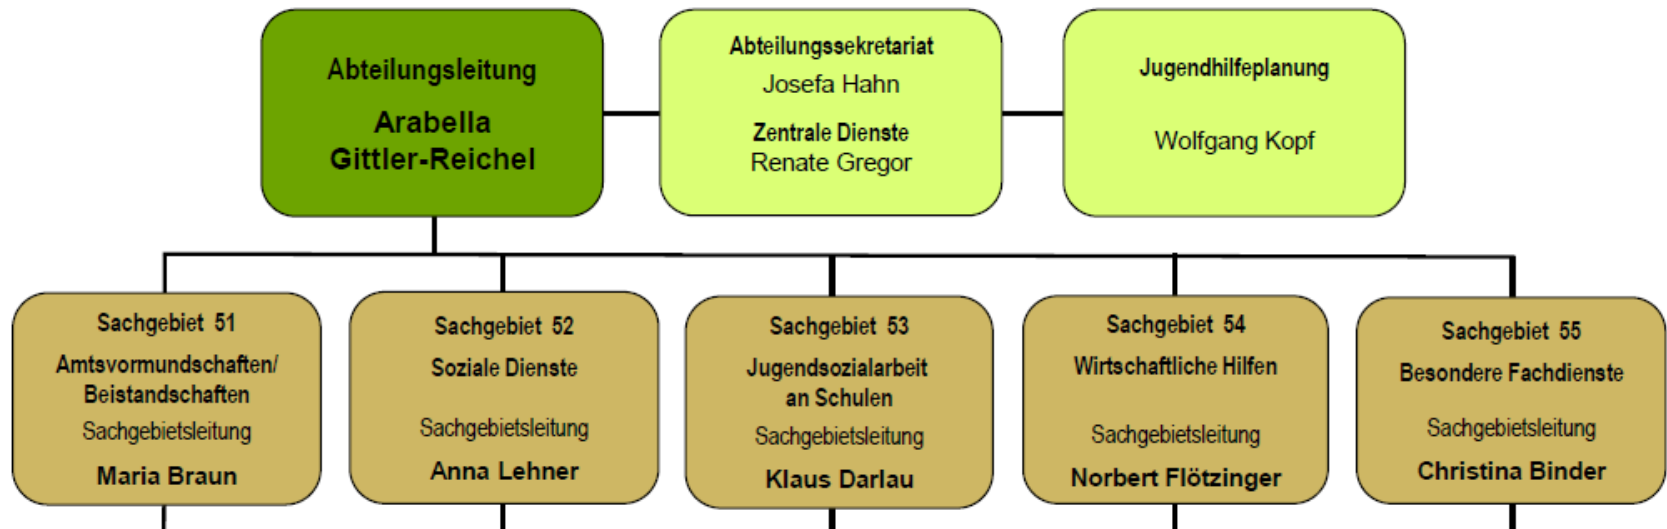 Abteilungsleitung
Arabella
Gittler-Reichel
Abteilungssekretariat
Josefa Hahn
Zentrale Dienste
Renate Gregor
Jugendhilfeplanung
Wolfgang Kopf
Sachgebiet 51
Amtsvormundschaften/
Beistandschaften
Sachgebietsleitung
Maria Braun
Sachgebiet 52
Soziale Dienste
Sachgebietsleitung
Anna Lehner
Sachgebiet 53
Jugendsozialarbeit
an Schulen
Sachgebietsleitung
Klaus Darlau
Sachgebiet 54
Wirtschaftliche Hilfen
Sachgebietsleitung
Norbert Flötzinger
Sachgebiet 55
Besondere Fachdienste
Sachgebietsleitung
Christina Binder